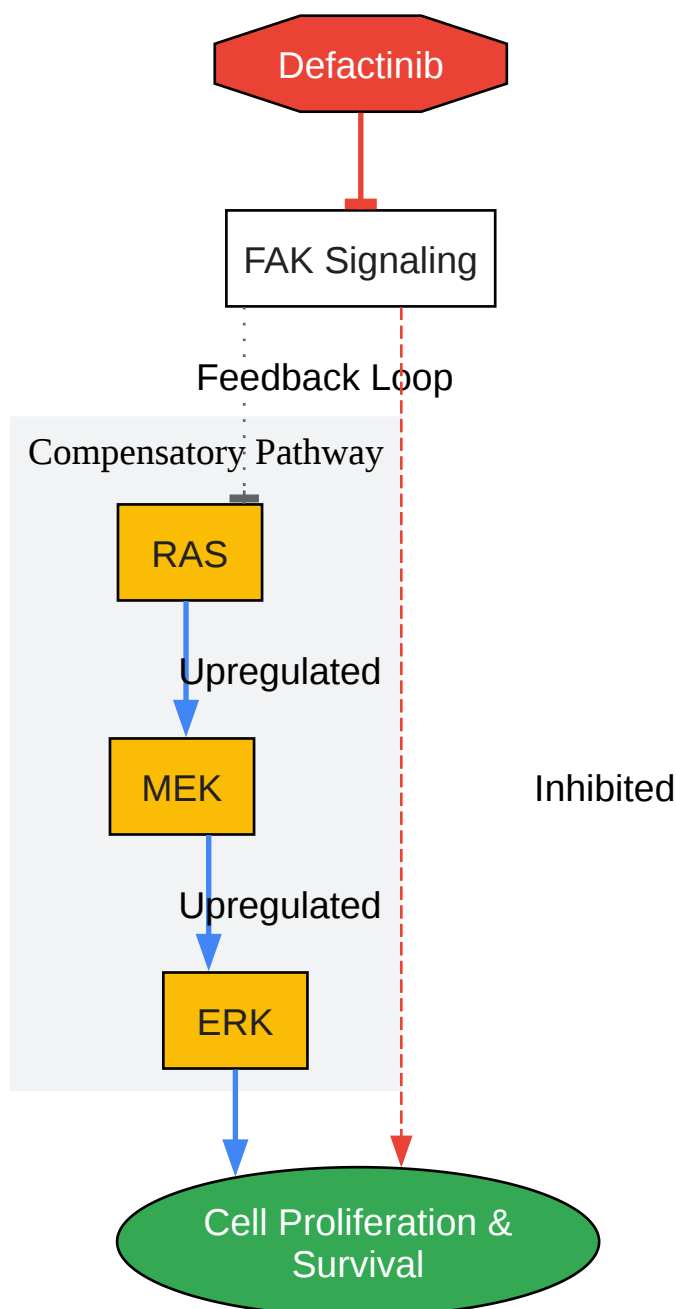 Defactinib
FAK Signaling
Feedback Loop
Compensatory Pathway
RAS
Upregulated
MEK
Inhibited
Upregulated
ERK
Cell Proliferation &
Survival